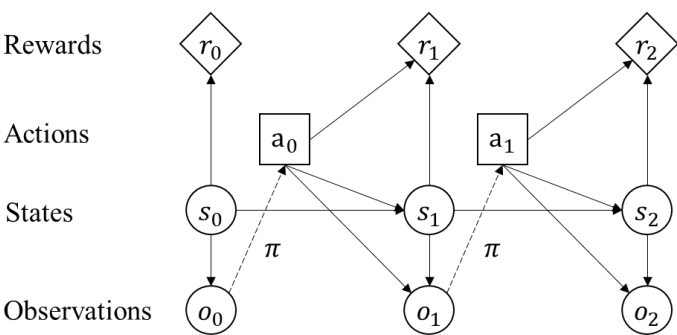 Rewards r₀ r₁ r₂
Actions a₀ a₁
States s₀ s₁ s₂
π π
Observations o₀ o₁ o₂